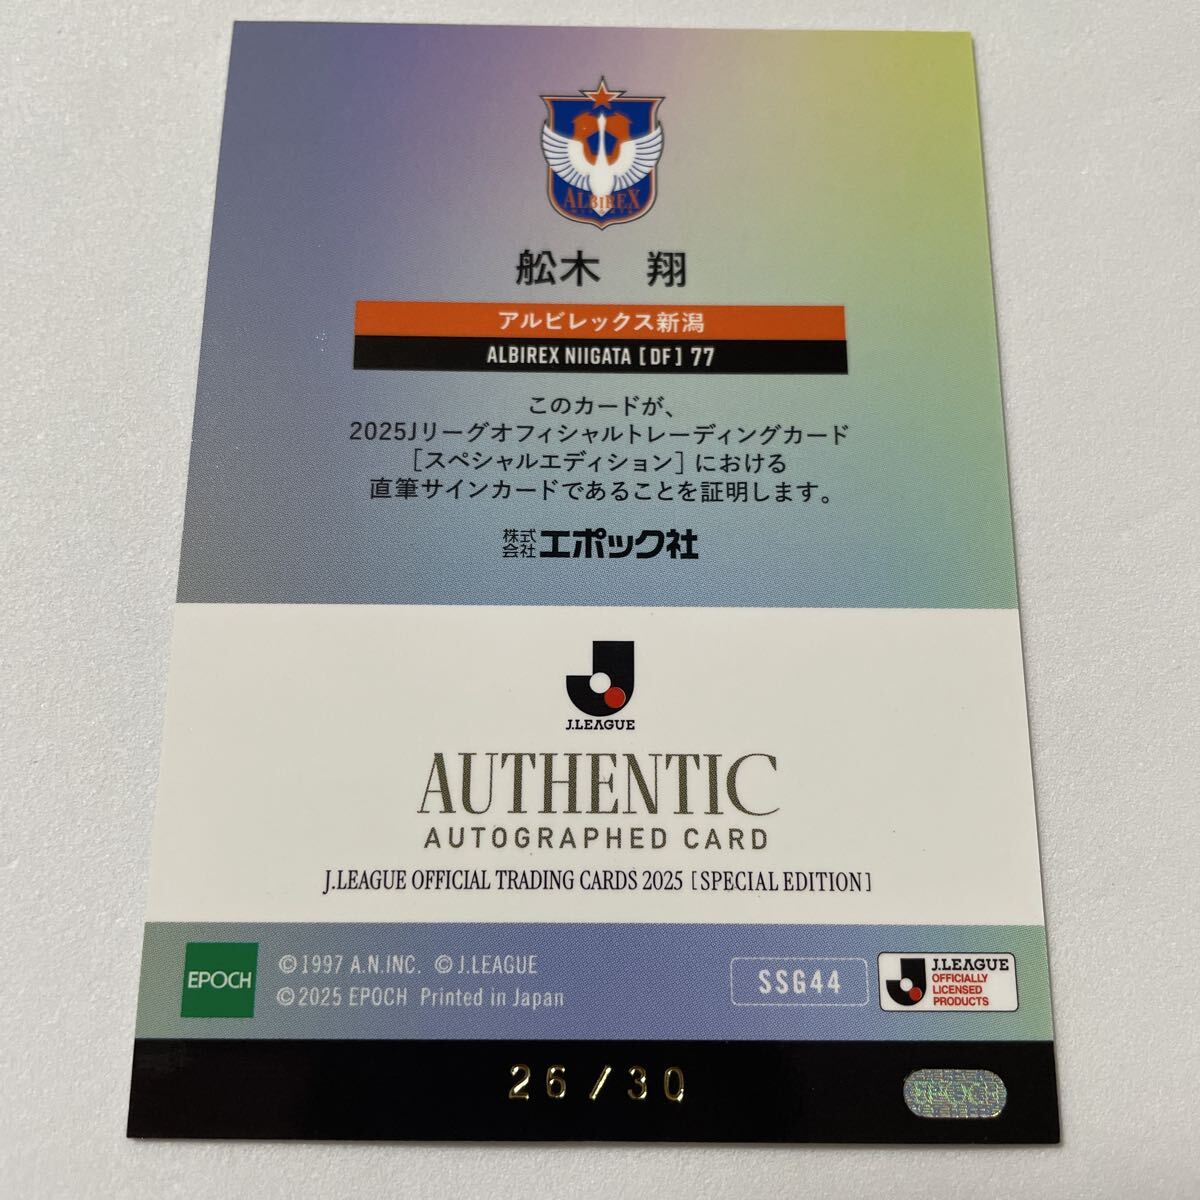 ALBIREX
NIIGATA
舩木 翔
アルビレックス新潟
ALBIREX NIIGATA [DF] 77
このカードが、
2025Jリーグオフィシャルトレーディングカード
[スペシャルエディション] における
直筆サインカードであることを証明します。
株式会社 エポック社
J.LEAGUE
AUTHENTIC
AUTOGRAPHED CARD
J.LEAGUE OFFICIAL TRADING CARDS 2025 [SPECIAL EDITION]
EPOCH
©1997 A.N.INC. ©J.LEAGUE
©2025 EPOCH Printed in Japan
SSG44
J.LEAGUE
OFFICIALLY
LICENSED
PRODUCTS
26/30
EPOCH